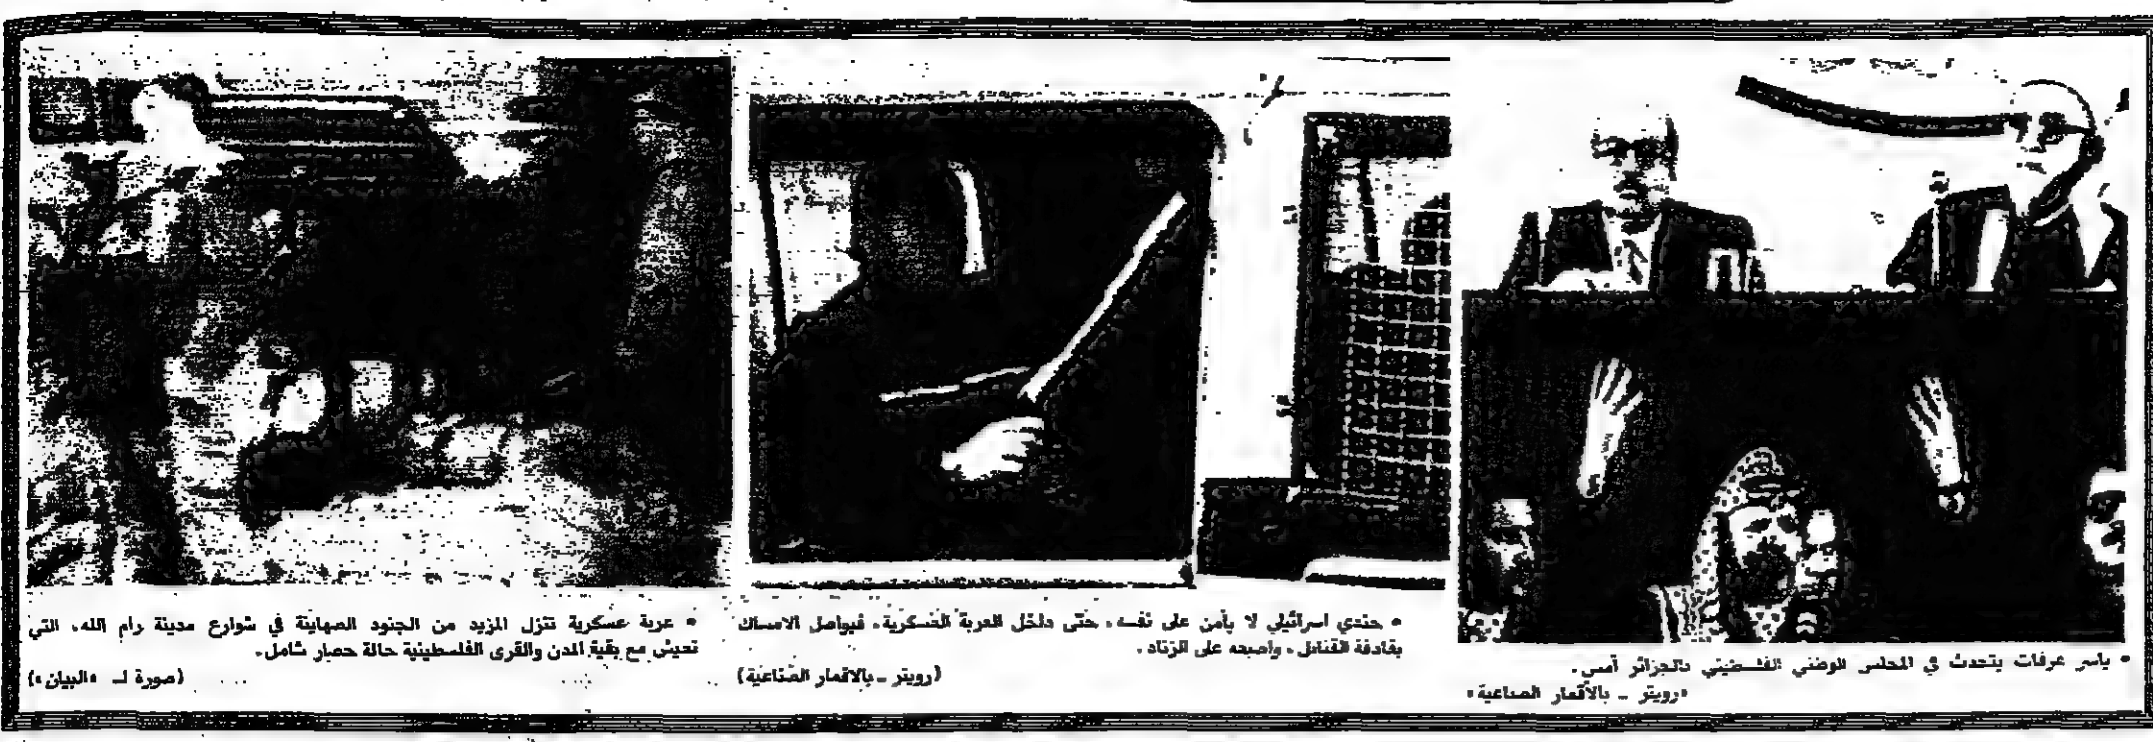 • ياسر عرفات يتحدث في المجلس الوطني الفلسطيني بالجزائر أمس.
«رويتر – بالأقمار الصناعية»
• جندي اسرائيلي لا يأمن على نفسه، حتى داخل العربة العسكرية، فيواصل الامساك
بقاذفة القنابل، وأصبعه على الزناد.
(رويتر – بالاقمار الصناعية)
• عربة عسكرية تنزل المزيد من الجنود الصهاينة في شوارع مدينة رام الله، التي
تعيش مع بقية المدن والقرى الفلسطينية حالة حصار شامل.
(صورة لـ «البيان»)